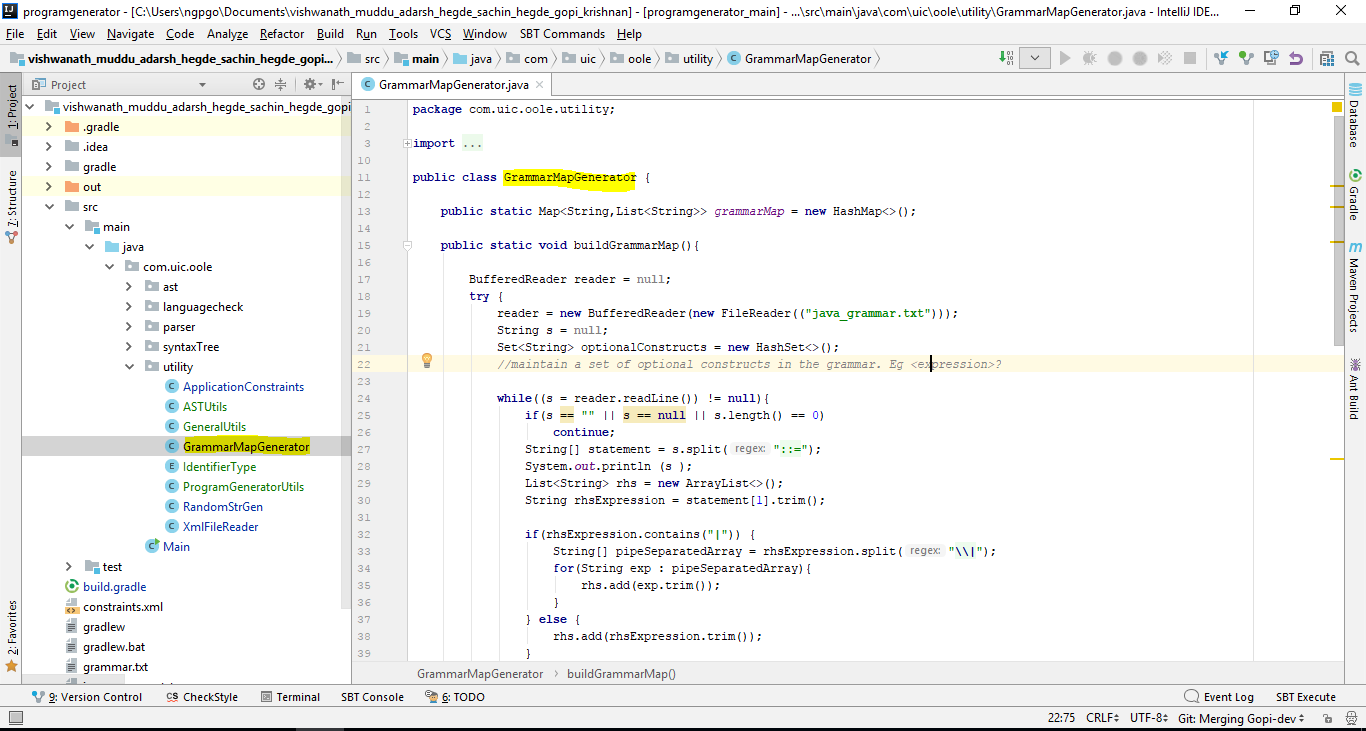 programgenerator - [C:\Users\ngpgo\Documents\vishwanath_muddu_adarsh_hegde_sachin_hegde_gopi_krishnan] - [programgenerator_main] - ...\src\main\java\com\uic\oole\utility\GrammarMapGenerator.java - IntelliJ IDE...
File Edit View Navigate Code Analyze Refactor Build Run Tools VCS Window SBT Commands Help
vishwanath_muddu_adarsh_hegde_sachin_hegde_gopi... src main java com uic oole utility GrammarMapGenerator
Project
GrammarMapGenerator.java
1: Project
7: Structure
2: Favorites
vishwanath_muddu_adarsh_hegde_sachin_hegde_gopi
.gradle
.idea
gradle
out
src
main
java
com.uic.oole
ast
languagecheck
parser
syntaxTree
utility
ApplicationConstraints
ASTUtils
GeneralUtils
GrammarMapGenerator
IdentifierType
ProgramGeneratorUtils
RandomStrGen
XmlFileReader
Main
test
build.gradle
constraints.xml
gradlew
gradlew.bat
grammar.txt
1 package com.uic.oole.utility;
2
3 import ...
10
11 public class GrammarMapGenerator {
12
13 public static Map<String,List<String>> grammarMap = new HashMap<>();
14
15 public static void buildGrammarMap(){
16
17 BufferedReader reader = null;
18 try {
19 reader = new BufferedReader(new FileReader(("java_grammar.txt")));
20 String s = null;
21 Set<String> optionalConstructs = new HashSet<>();
22 //maintain a set of optional constructs in the grammar. Eg <expression>?
23
24 while((s = reader.readLine()) != null){
25 if(s == "" || s == null || s.length() == 0)
26 continue;
27 String[] statement = s.split( regex: "::=");
28 System.out.println (s );
29 List<String> rhs = new ArrayList<>();
30 String rhsExpression = statement[1].trim();
31
32 if(rhsExpression.contains("|")) {
33 String[] pipeSeparatedArray = rhsExpression.split( regex: "\\|");
34 for(String exp : pipeSeparatedArray){
35 rhs.add(exp.trim());
36 }
37 } else {
38 rhs.add(rhsExpression.trim());
39 }
GrammarMapGenerator buildGrammarMap()
Database
Gradle
Maven Projects
Ant Build
9: Version Control CheckStyle Terminal SBT Console 6: TODO Event Log SBT Execute
22:75 CRLF UTF-8 Git: Merging Gopi-dev